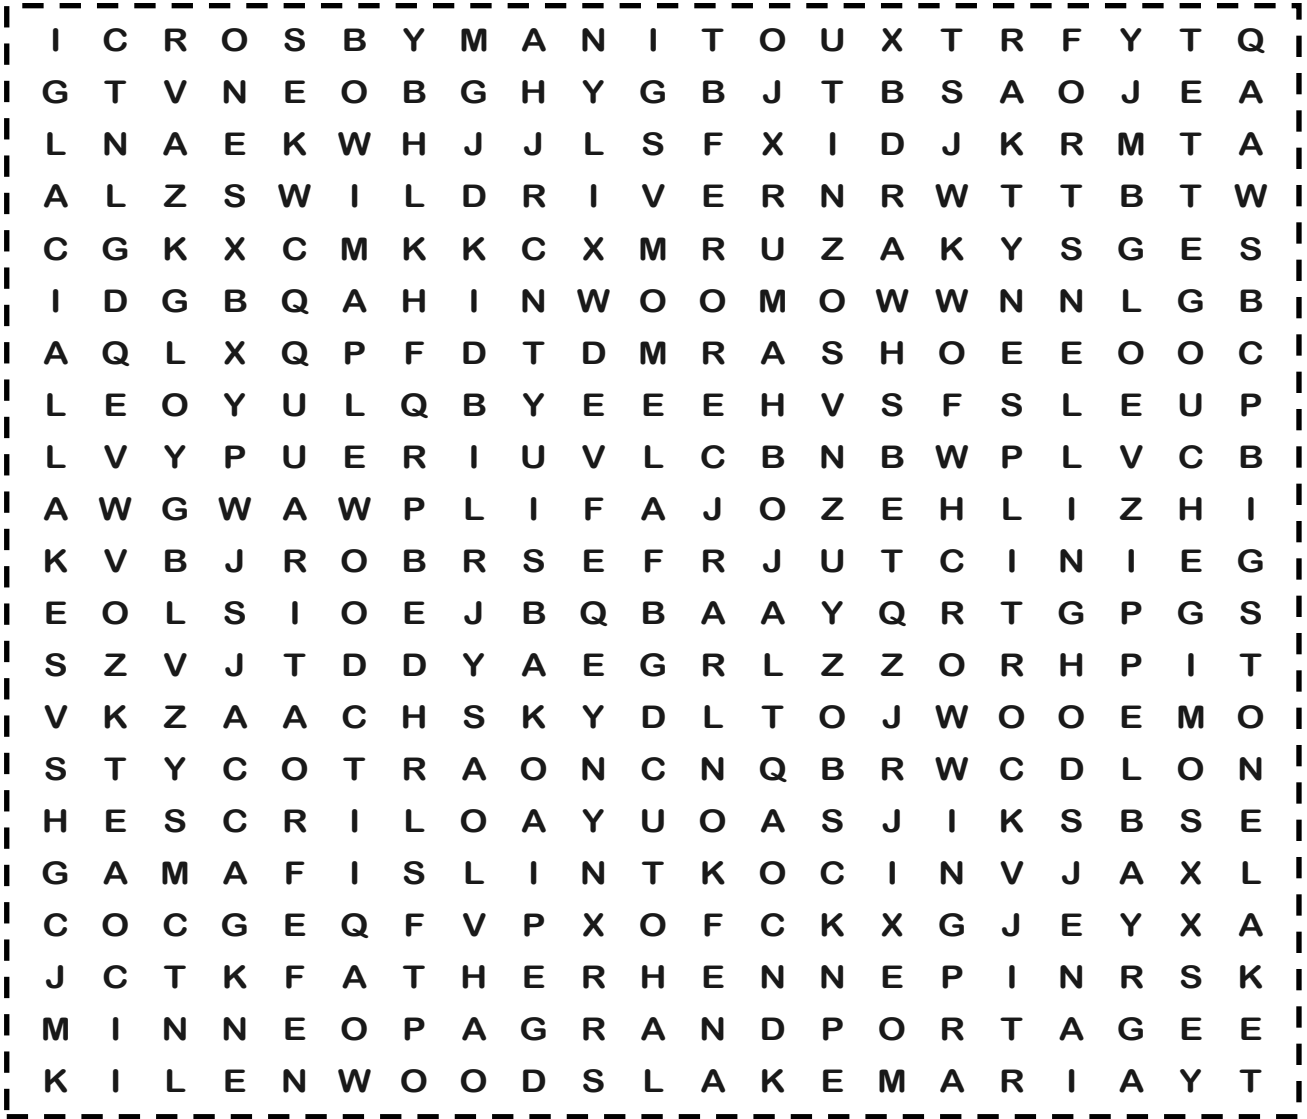 I C R O S B Y M A N I T O U X T R F Y T Q
G T V N E O B G H Y G B J T B S A O J E A
L N A E K W H J J L S F X I D J K R M T A
A L Z S W I L D R I V E R N R W T T B T W
C G K X C M K K C X M R U Z A K Y S G E S
I D G B Q A H I N W O O M O W W N N L G B
A Q L X Q P F D T D M R A S H O E E O O C
L E O Y U L Q B Y E E E H V S F S L E U P
L V Y P U E R I U V L C B N B W P L V C B
A W G W A W P L I F A J O Z E H L I Z H I
K V B J R O B R S E F R J U T C I N I E G
E O L S I O E J B Q B A A Y Q R T G P G S
S Z V J T D D Y A E G R L Z Z O R H P I T
V K Z A A C H S K Y D L T O J W O O E M O
S T Y C O T R A O N C N Q B R W C D L O N
H E S C R I L O A Y U O A S J I K S B S E
G A M A F I S L I N T K O C I N V J A X L
C O C G E Q F V P X O F C K X G J E Y X A
J C T K F A T H E R H E N N E P I N R S K
M I N N E O P A G R A N D P O R T A G E E
K I L E N W O O D S L A K E M A R I A Y T